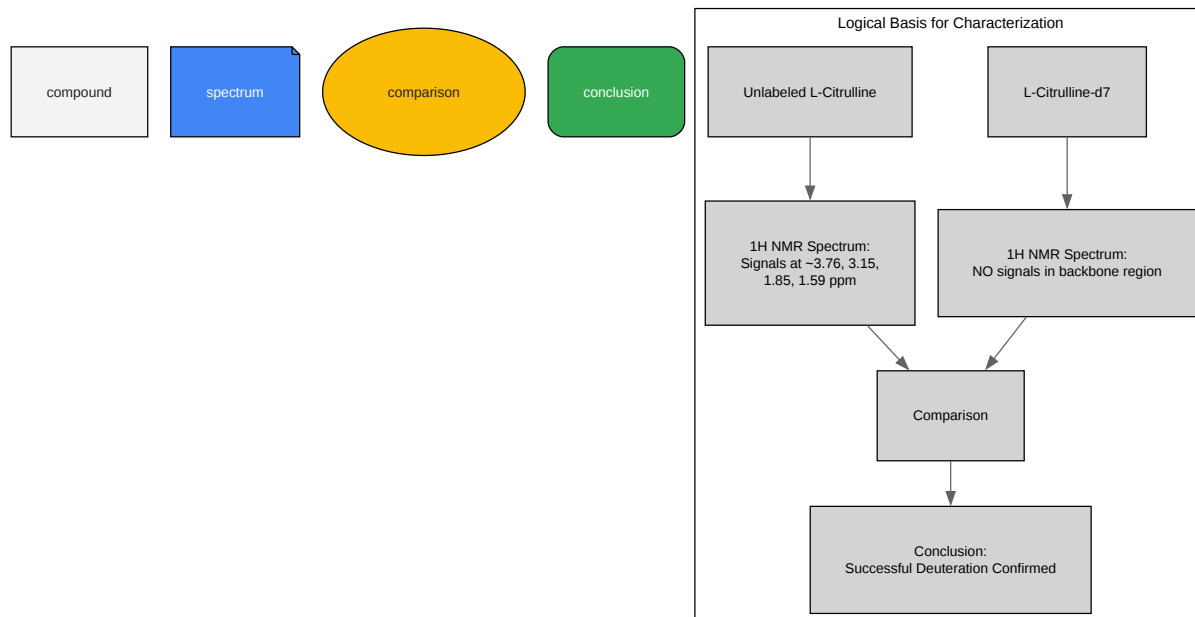 compound
spectrum
comparison
conclusion
Logical Basis for Characterization
Unlabeled L-Citrulline
L-Citrulline-d7
1H NMR Spectrum:
Signals at ~3.76, 3.15,
1.85, 1.59 ppm
1H NMR Spectrum:
NO signals in backbone region
Comparison
Conclusion:
Successful Deuteration Confirmed